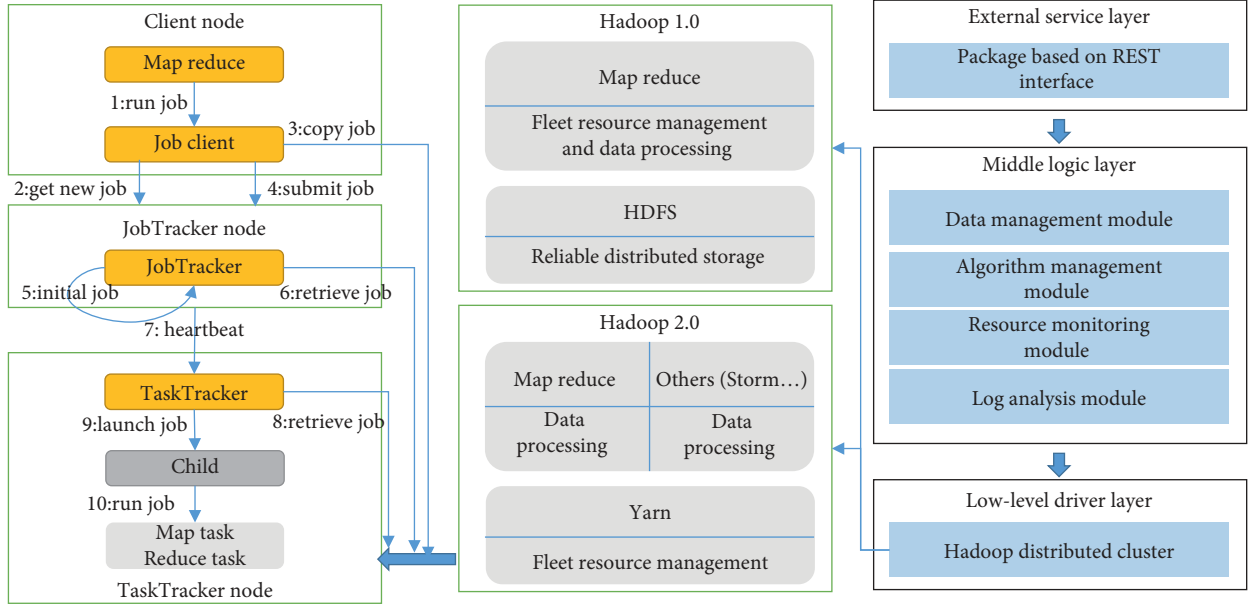 Client node
Map reduce
1:run job
3:copy job
Job client
2:get new job
4:submit job
JobTracker node
JobTracker
5:initial job
6:retrieve job
7: heartbeat
TaskTracker
9:launch job
8:retrieve job
Child
10:run job
Map task
Reduce task
TaskTracker node
Hadoop 1.0
Map reduce
Fleet resource management
and data processing
HDFS
Reliable distributed storage
Hadoop 2.0
Map reduce
Others (Storm...)
Data
processing
Data
processing
Yarn
Fleet resource management
External service layer
Package based on REST
interface
Middle logic layer
Data management module
Algorithm management
module
Resource monitoring
module
Log analysis module
Low-level driver layer
Hadoop distributed cluster